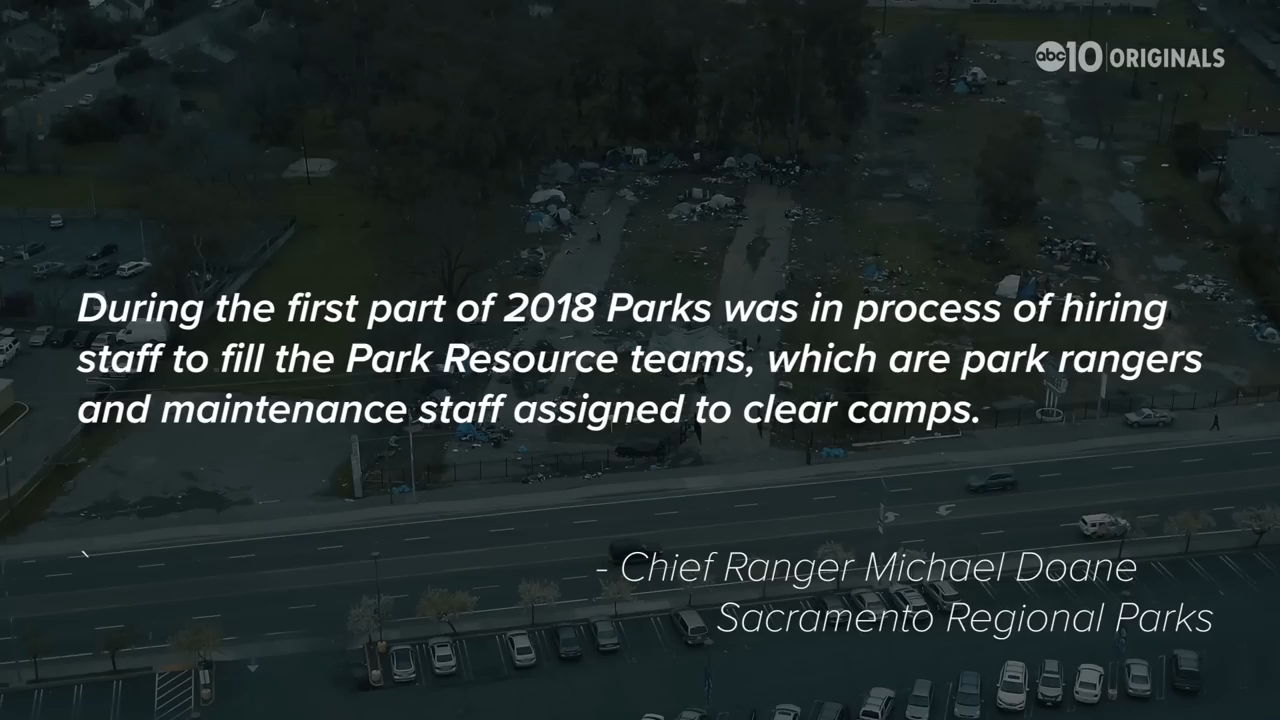 abc 10 ORIGINALS
During the first part of 2018 Parks was in process of hiring
staff to fill the Park Resource teams, which are park rangers
and maintenance staff assigned to clear camps.
`
- Chief Ranger Michael Doane
Sacramento Regional Parks